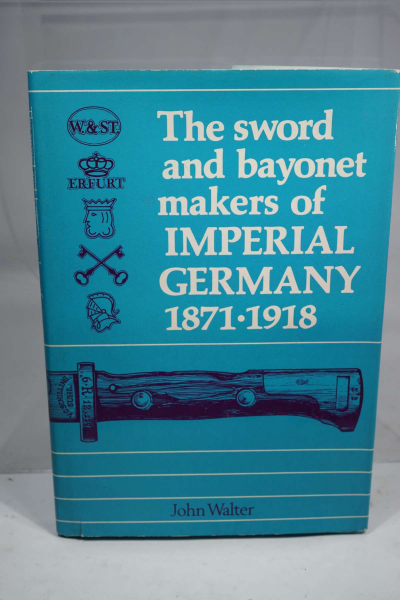 W.&ST.
ERFURT
The sword
and bayonet
makers of
IMPERIAL
GERMANY
1871·1918
John Walter